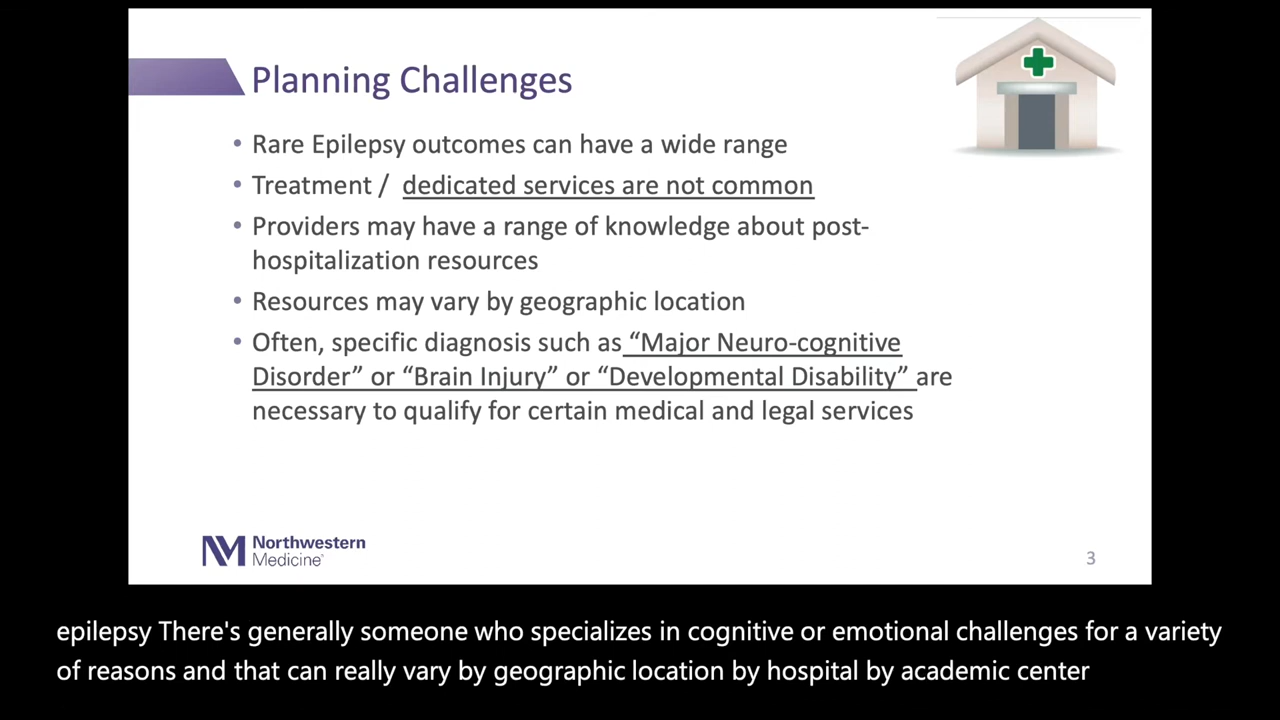 Planning Challenges
• Rare Epilepsy outcomes can have a wide range
• Treatment / dedicated services are not common
• Providers may have a range of knowledge about post-
hospitalization resources
• Resources may vary by geographic location
• Often, specific diagnosis such as “Major Neuro-cognitive
Disorder” or “Brain Injury” or “Developmental Disability” are
necessary to qualify for certain medical and legal services
NM Northwestern
Medicine
3
epilepsy There's generally someone who specializes in cognitive or emotional challenges for a variety
of reasons and that can really vary by geographic location by hospital by academic center